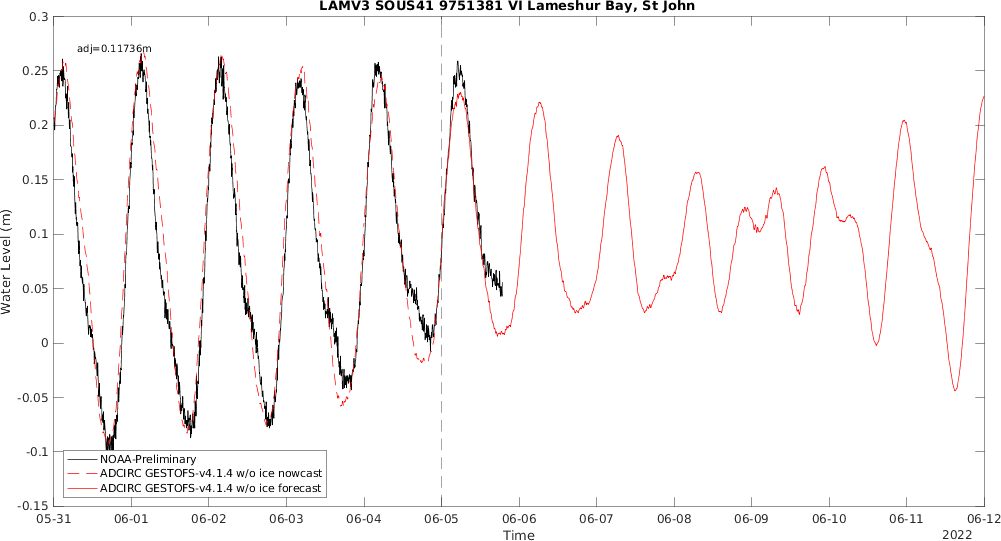 LAMV3 SOUS41 9751381 VI Lameshur Bay, St John
0.3
adj=0.11736m
0.25
0.2
0.15
0.1
0.05
0
-0.05
-0.1
-0.15
Water Level (m)
NOAA-Preliminary
ADCIRC GESTOFS-v4.1.4 w/o ice nowcast
ADCIRC GESTOFS-v4.1.4 w/o ice forecast
05-31 06-01 06-02 06-03 06-04 06-05 06-06 06-07 06-08 06-09 06-10 06-11 06-12
Time
2022